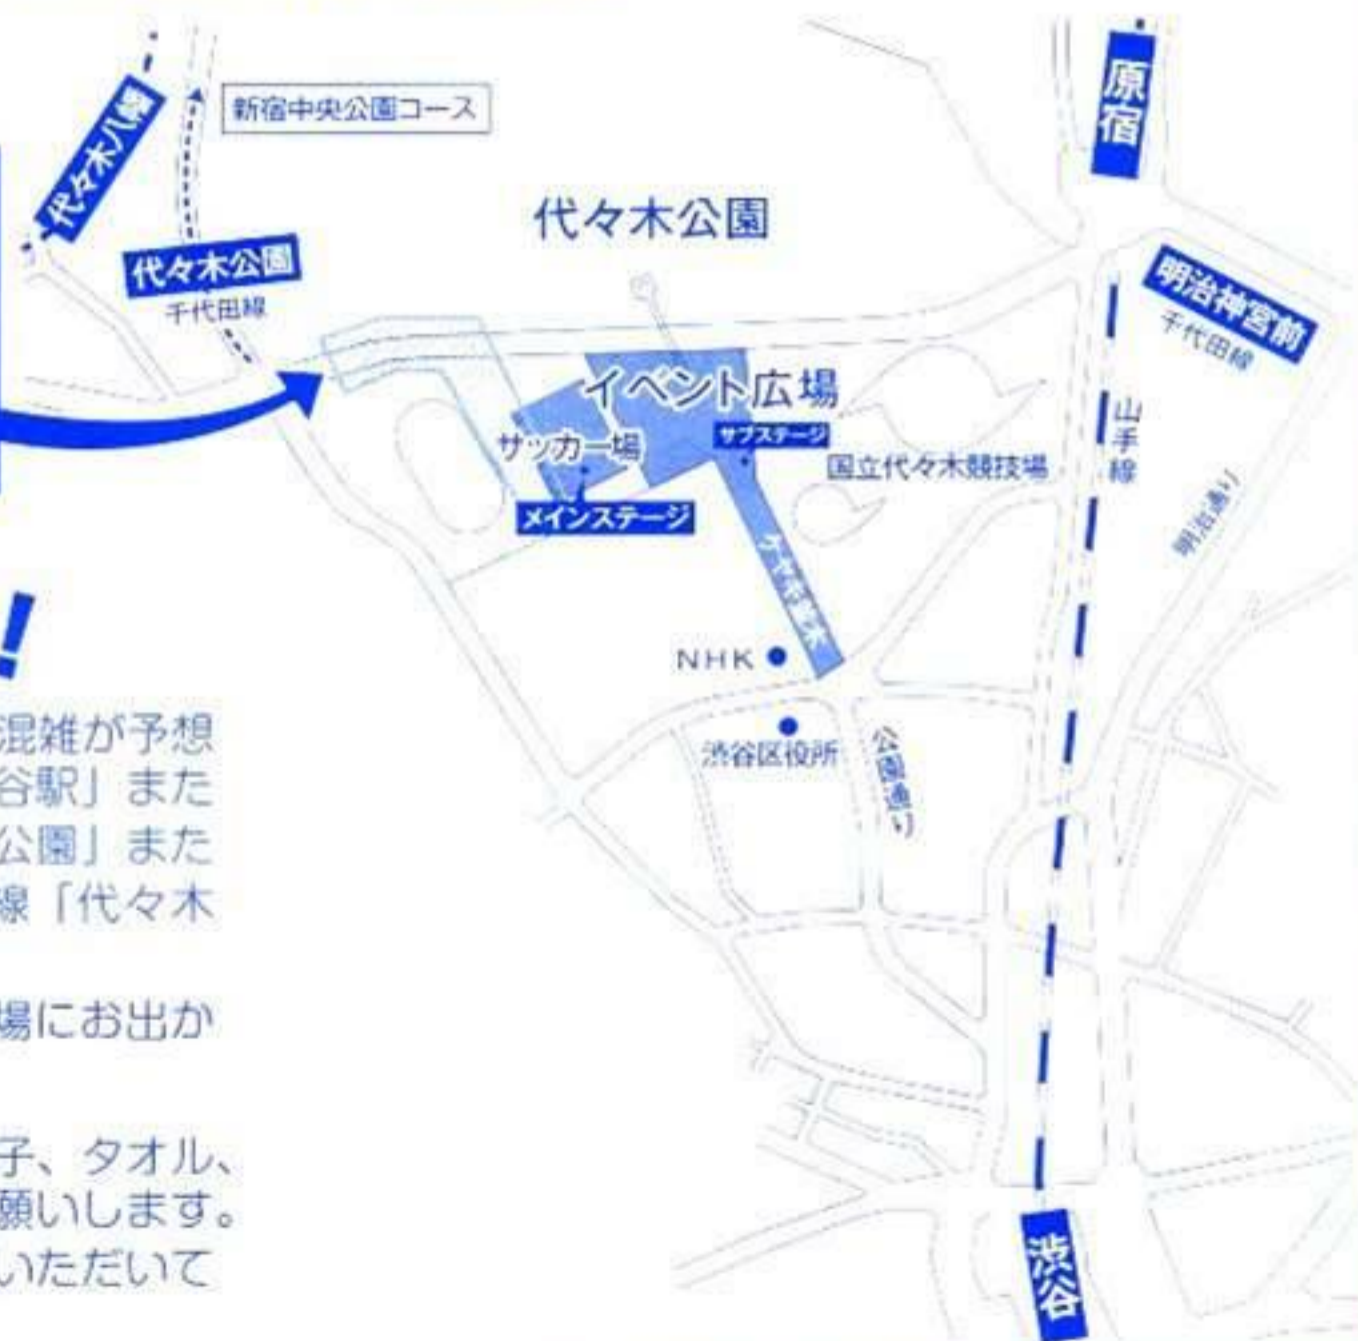 原宿
代々木八幡
新宿中央公園コース
代々木公園
代々木公園
千代田線
明治神宮前
千代田線
イベント広場
サブステージ
サッカー場
メインステージ
国立代々木競技場
山手線
明治通り
ケヤキ並木
NHK
渋谷区役所
公園通り
渋谷
!
混雑が予想
谷駅」また
公園」また
線「代々木
場にお出か
子、タオル、
願いします。
いただいて